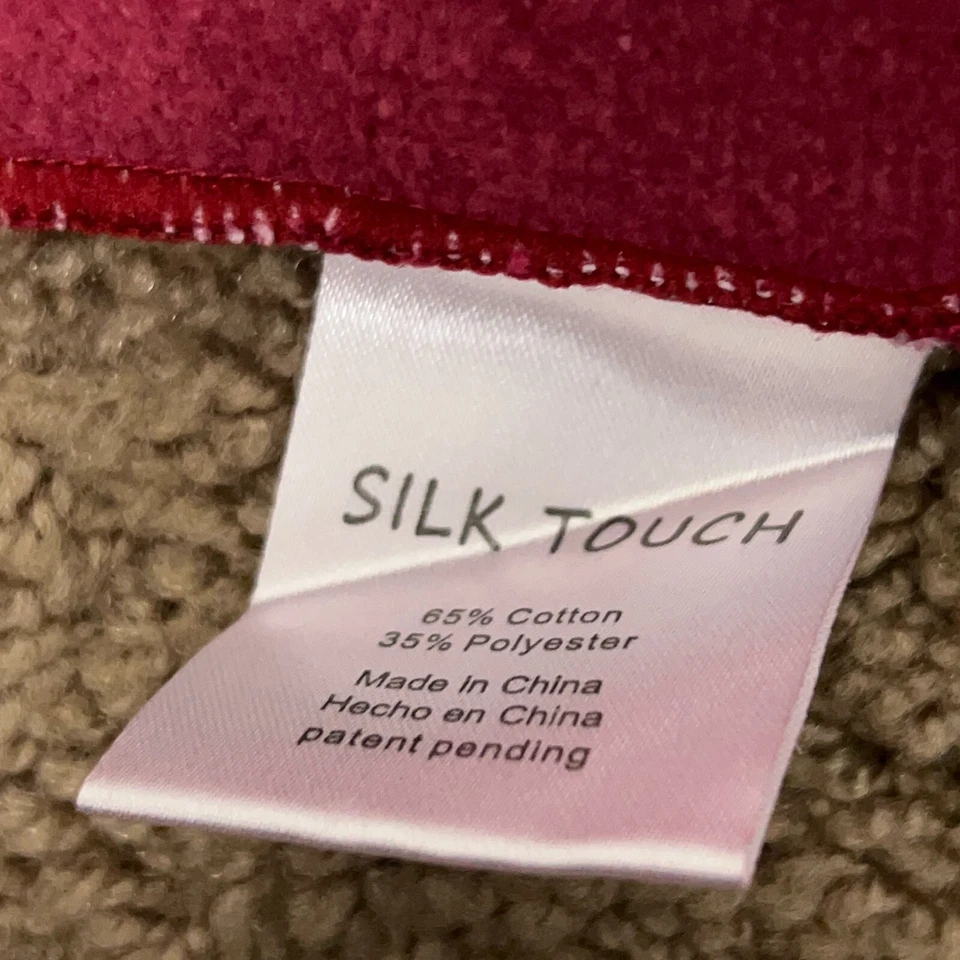 SILK TOUCH
65% Cotton
35% Polyester
Made in China
Hecho en China
patent pending